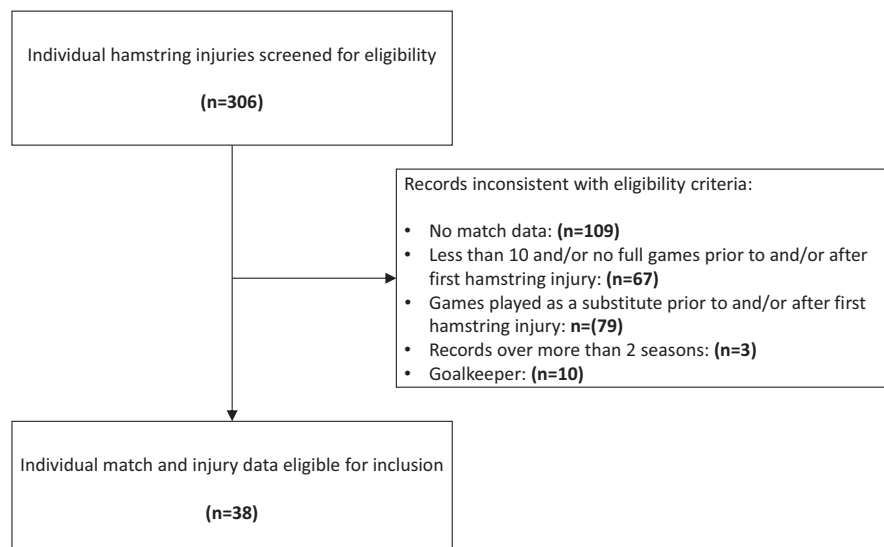 Individual hamstring injuries screened for eligibility
(n=306)
Records inconsistent with eligibility criteria:
• No match data: (n=109)
• Less than 10 and/or no full games prior to and/or after
first hamstring injury: (n=67)
• Games played as a substitute prior to and/or after first
hamstring injury: n=(79)
• Records over more than 2 seasons: (n=3)
• Goalkeeper: (n=10)
Individual match and injury data eligible for inclusion
(n=38)